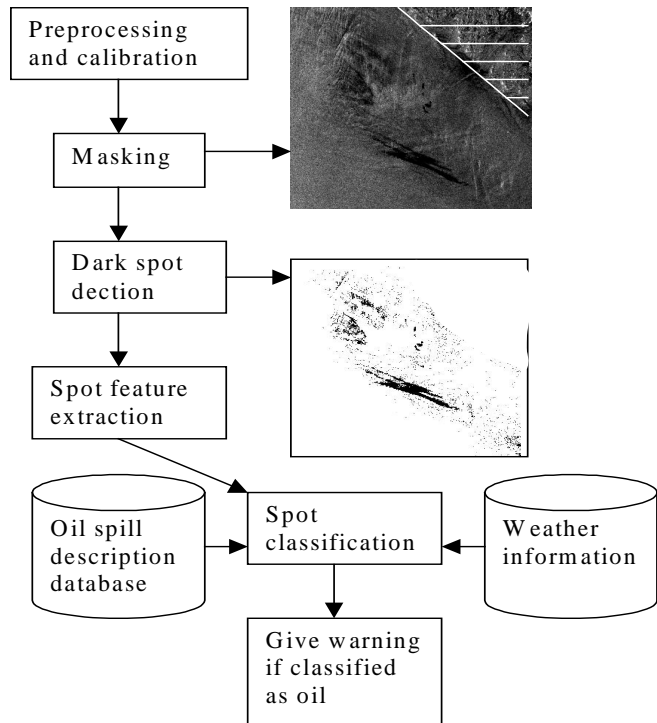 Preprocessing
and calibration
Masking
Dark spot
dection
Spot feature
extraction
Oil spill
description
database
Spot
classification
Weather
information
Give warning
if classified
as oil